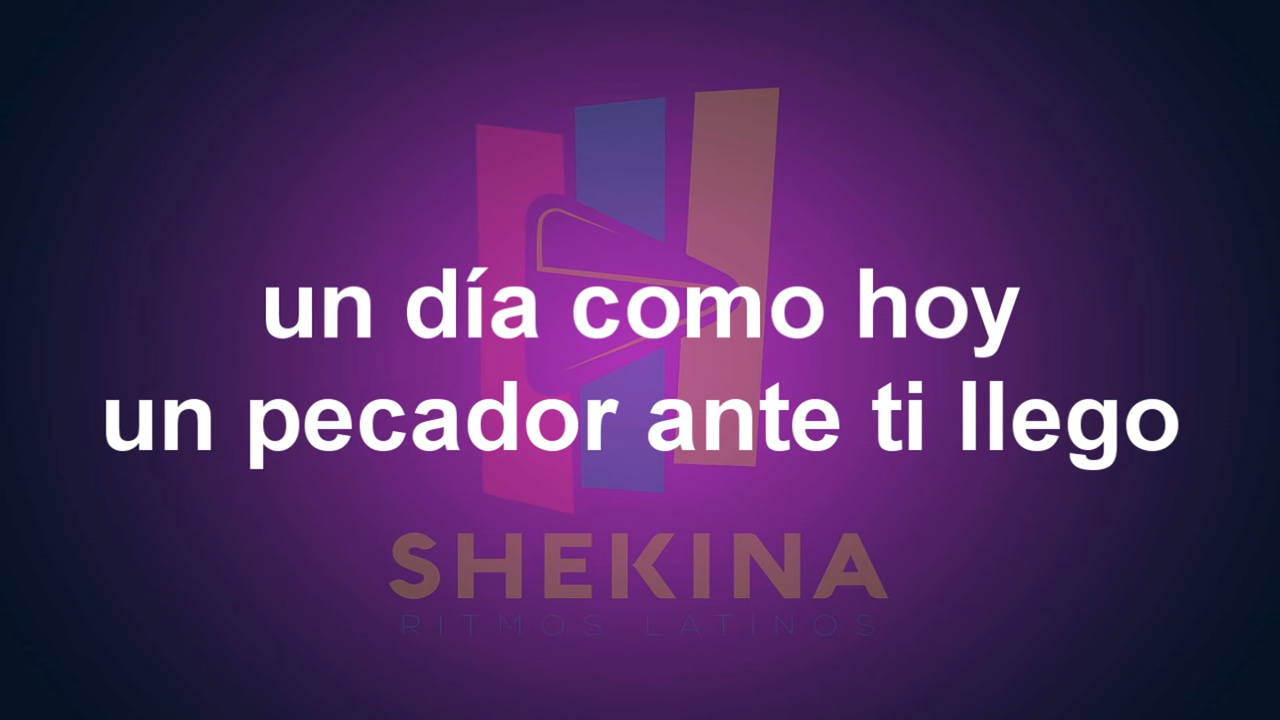 un día como hoy
un pecador ante ti llego
SHEKINA
RITMOS LATINOS